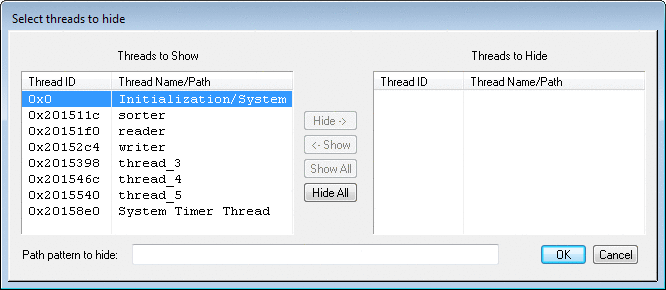 Select threads to hide
Threads to Show
Threads to Hide
Thread ID Thread Name/Path
Thread ID Thread Name/Path
0x0 Initialization/System
0x201511c sorter
0x20151f0 reader
0x20152c4 writer
0x2015398 thread_3
0x201546c thread_4
0x2015540 thread_5
0x20158e0 System Timer Thread
Hide ->
<- Show
Show All
Hide All
Path pattern to hide:
OK
Cancel